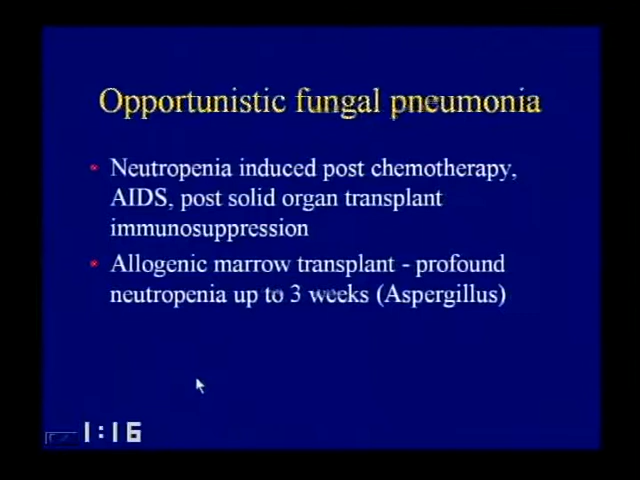 Opportunistic fungal pneumonia
Neutropenia induced post chemotherapy,
AIDS, post solid organ transplant
immunosuppression
Allogenic marrow transplant - profound
neutropenia up to 3 weeks (Aspergillus)
1:16